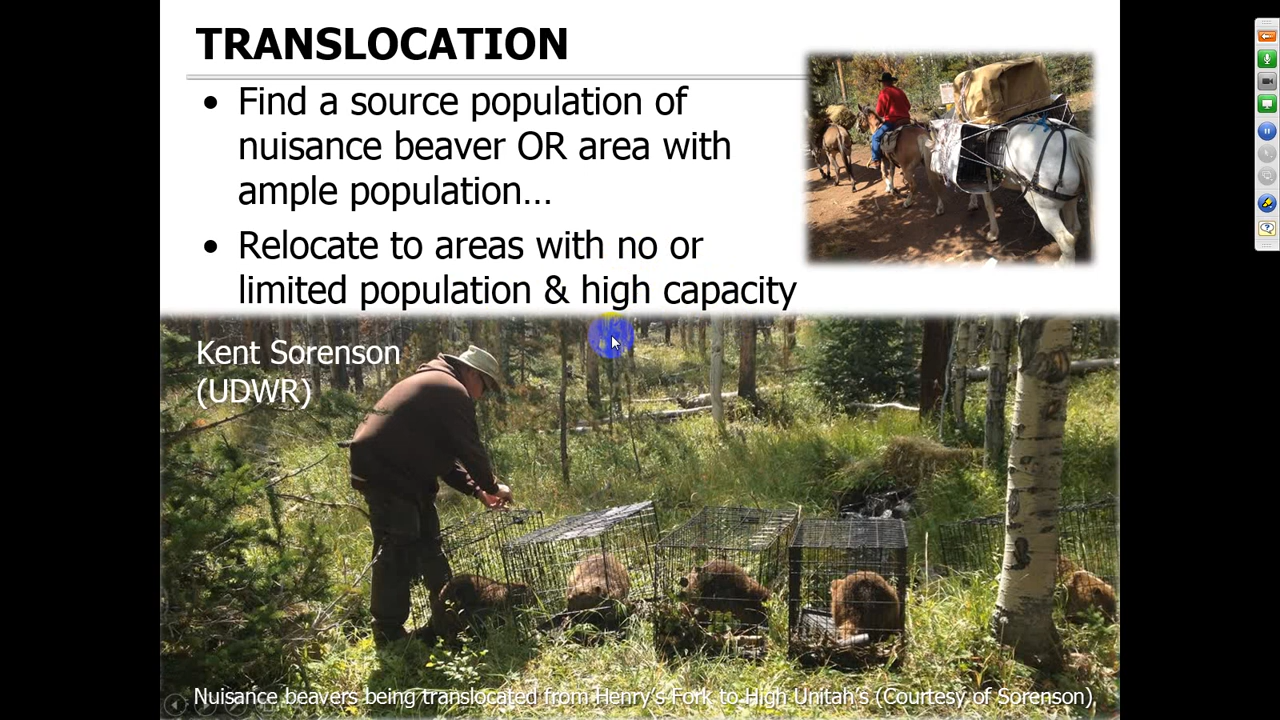 TRANSLOCATION
• Find a source population of
nuisance beaver OR area with
ample population…
• Relocate to areas with no or
limited population & high capacity
Kent Sorenson
(UDWR)
Nuisance beavers being translocated from Henry's Fork to High Unitah's (Courtesy of Sorenson).